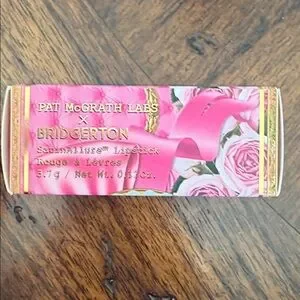 PAT McGRATH LABS
X
BRIDGERTON
SatinAllure™ Lipstick
Rouge à Lèvres
3.7g / Net Wt. 0.13Oz.